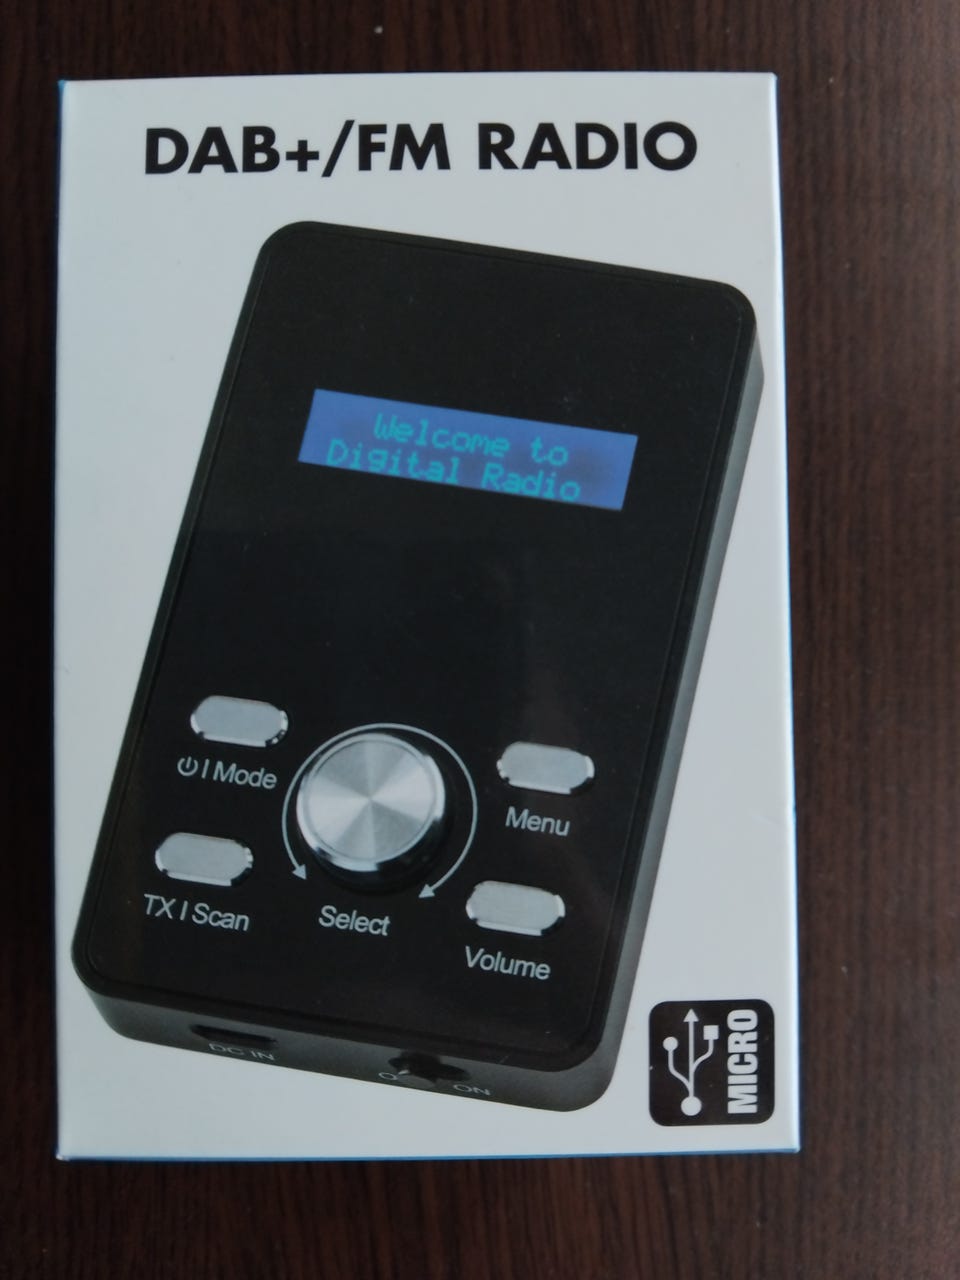 DAB+/FM RADIO
Welcome to
Digital Radio
⏻ | Mode
Menu
TX | Scan
Select
Volume
DC IN
ON
MICRO